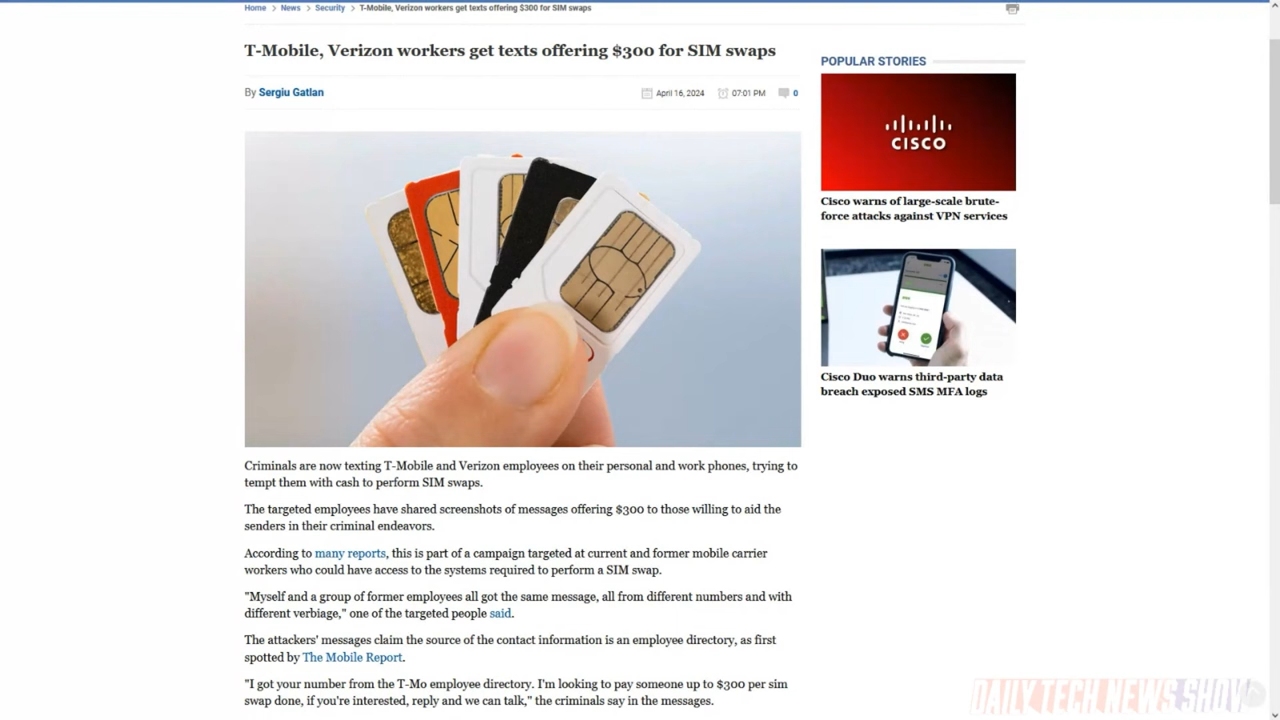 Home > News > Security > T-Mobile, Verizon workers get texts offering $300 for SIM swaps
T-Mobile, Verizon workers get texts offering $300 for SIM swaps
By Sergiu Gatlan
April 16, 2024
07:01 PM
0
Criminals are now texting T-Mobile and Verizon employees on their personal and work phones, trying to
tempt them with cash to perform SIM swaps.
The targeted employees have shared screenshots of messages offering $300 to those willing to aid the
senders in their criminal endeavors.
According to many reports, this is part of a campaign targeted at current and former mobile carrier
workers who could have access to the systems required to perform a SIM swap.
"Myself and a group of former employees all got the same message, all from different numbers and with
different verbiage," one of the targeted people said.
The attackers' messages claim the source of the contact information is an employee directory, as first
spotted by The Mobile Report.
"I got your number from the T-Mo employee directory. I'm looking to pay someone up to $300 per sim
swap done, if you're interested, reply and we can talk," the criminals say in the messages.
POPULAR STORIES
CISCO
Cisco warns of large-scale brute-
force attacks against VPN services
Cisco Duo warns third-party data
breach exposed SMS MFA logs
DAILY TECH NEWS SHOW